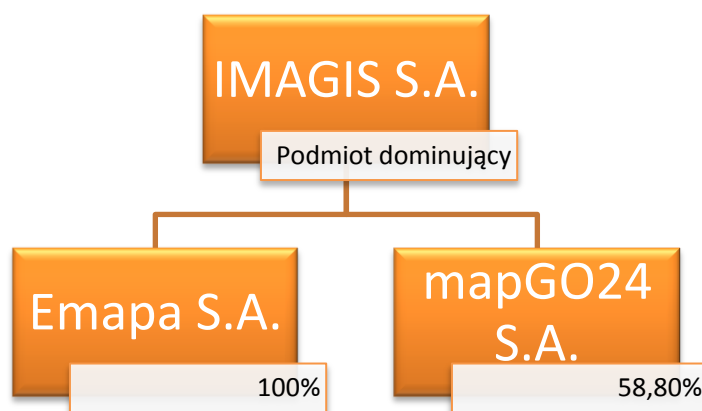 IMAGIS S.A.
Podmiot dominujący
Emapa S.A.
100%
mapGO24
S.A.
58,80%